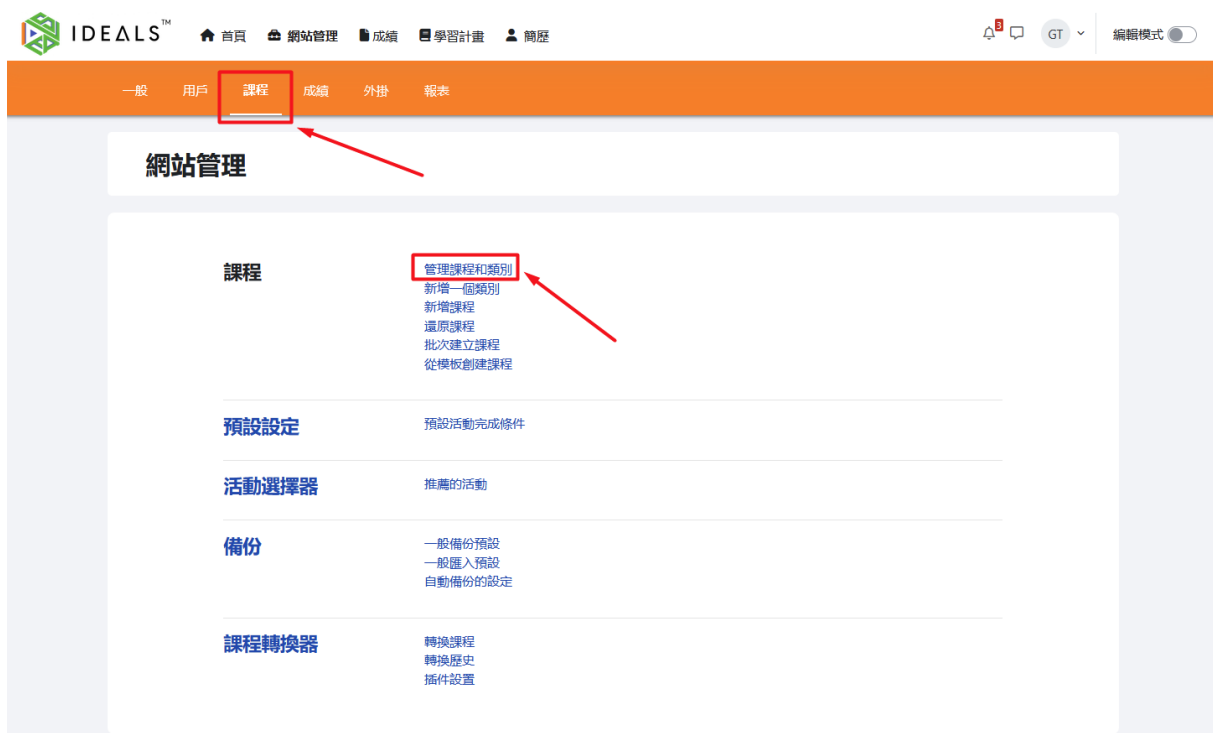 IDEALS™ 首頁 網站管理 成績 學習計畫 簡歷 3 GT 編輯模式
一般 用戶 課程 成績 外掛 報表
網站管理
課程
管理課程和類別
新增一個類別
新增課程
還原課程
批次建立課程
從模板創建課程
預設設定
預設活動完成條件
活動選擇器
推薦的活動
備份
一般備份預設
一般匯入預設
自動備份的設定
課程轉換器
轉換課程
轉換歷史
插件設置